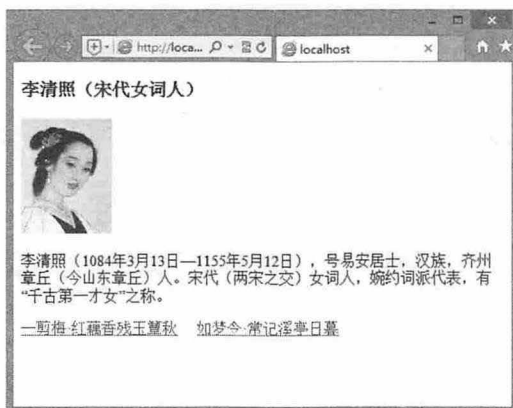 http://loca...
localhost
李清照（宋代女词人）
李清照（1084年3月13日—1155年5月12日），号易安居士，汉族，齐州
章丘（今山东章丘）人。宋代（两宋之交）女词人，婉约词派代表，有
“千古第一才女”之称。
一剪梅·红藕香残玉簟秋 如梦令·常记溪亭日暮